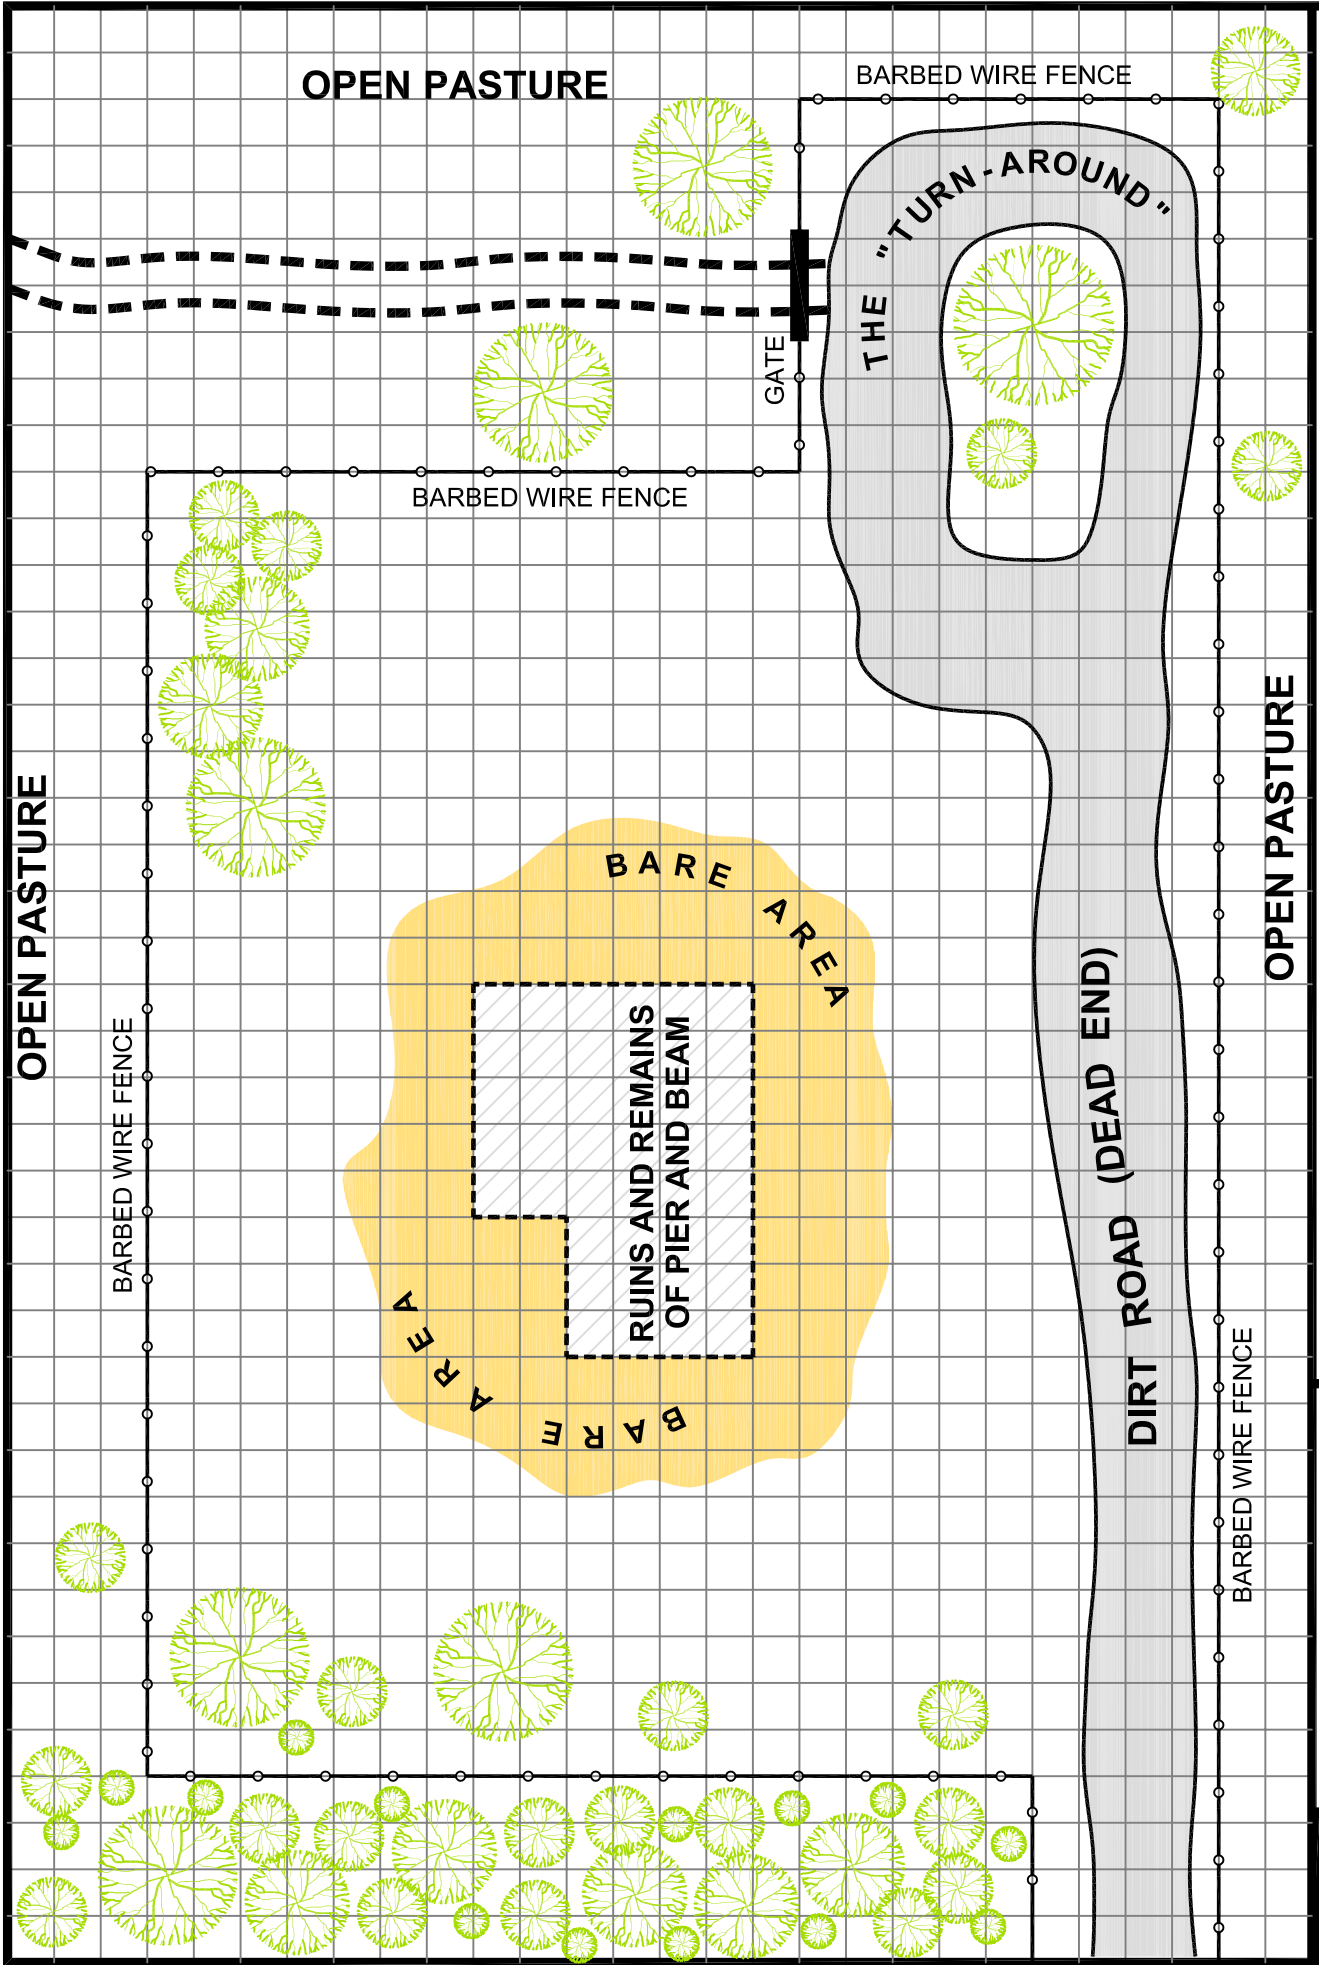 OPEN PASTURE
BARBED WIRE FENCE
THE "TURN-AROUND"
GATE
BARBED WIRE FENCE
OPEN PASTURE
OPEN PASTURE
BARE AREA
RUINS AND REMAINS
OF PIER AND BEAM
DIRT ROAD (DEAD END)
BARBED WIRE FENCE
BARE AREA
BARBED WIRE FENCE